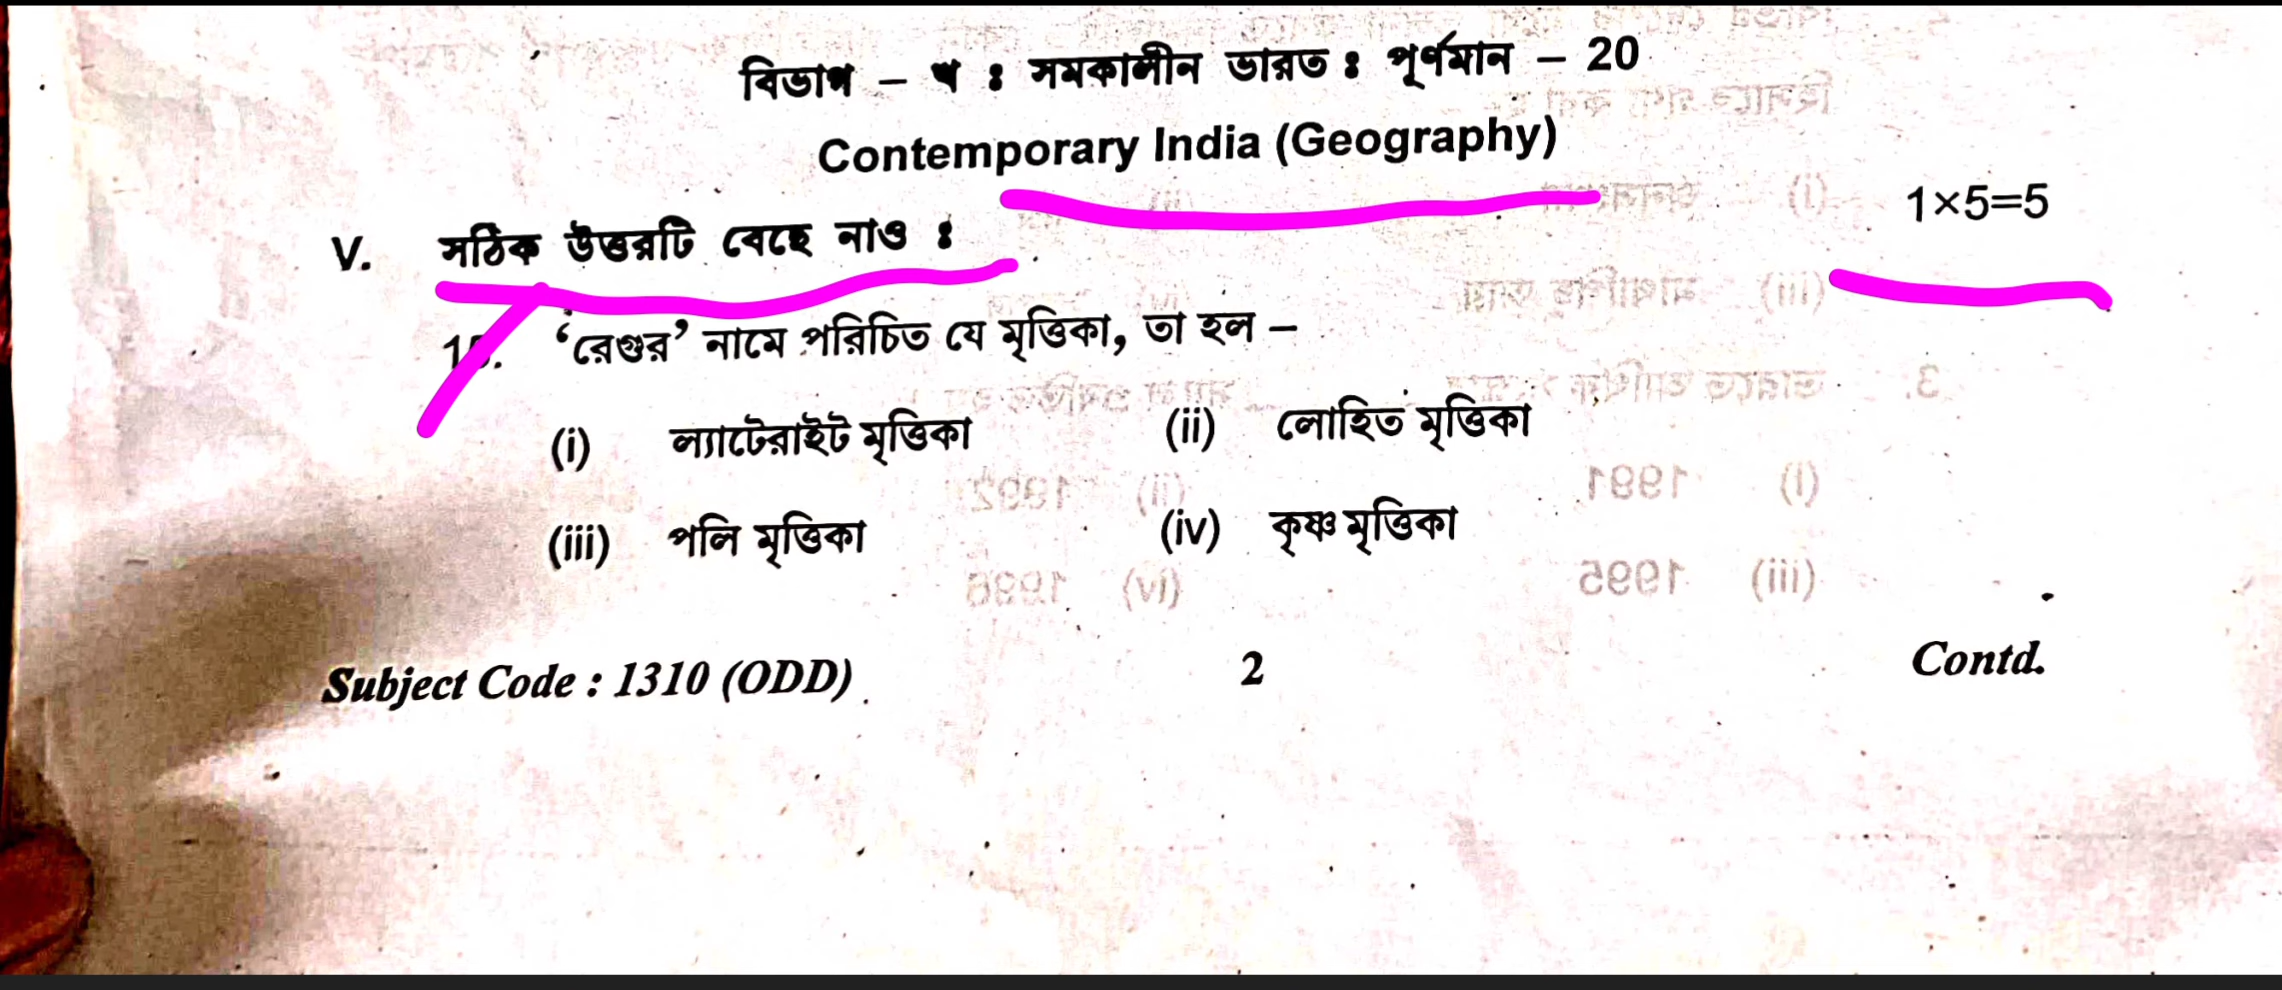 বিভাগ – খ ঃ সমকালীন ভারত ঃ পূর্ণমান – 20
Contemporary India (Geography)
V. সঠিক উত্তরটি বেছে নাও ঃ 1×5=5
‘রেগুর’ নামে পরিচিত যে মৃত্তিকা, তা হল –
(i) ল্যাটেরাইট মৃত্তিকা (ii) লোহিত মৃত্তিকা
(iii) পলি মৃত্তিকা (iv) কৃষ্ণ মৃত্তিকা
Subject Code : 1310 (ODD) 2 Contd.